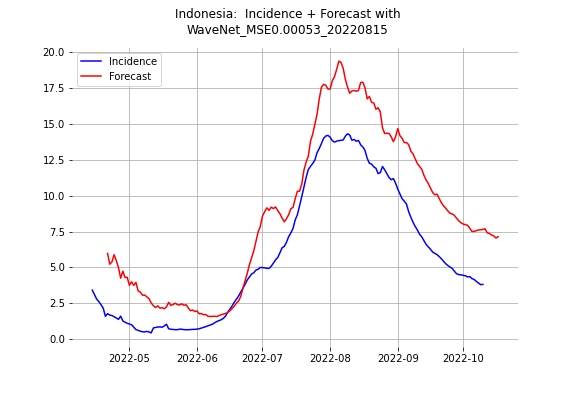 Indonesia:  Incidence + Forecast with
WaveNet_MSE0.00053_20220815
20.0
17.5
15.0
12.5
10.0
7.5
5.0
2.5
0.0
Incidence
Forecast
2022-05 2022-06 2022-07 2022-08 2022-09 2022-10